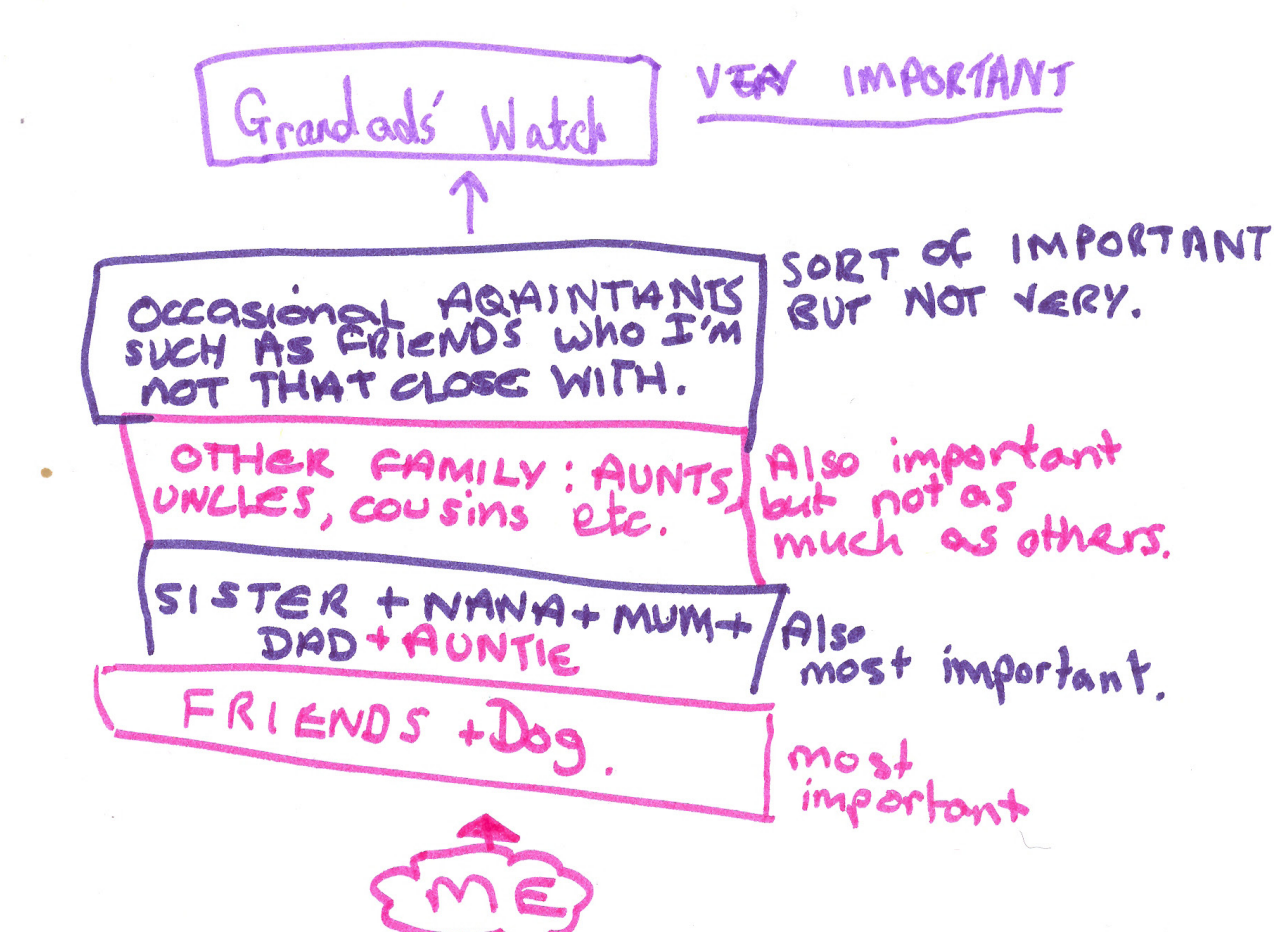 Grandads' Watch
VERY IMPORTANT
OCCASIONAL AQAINTANTS
SUCH AS FRIENDS WHO I'M
NOT THAT CLOSE WITH.
SORT OF IMPORTANT
BUT NOT VERY.
OTHER FAMILY: AUNTS,
UNCLES, cousins etc.
Also important
but not as
much as others.
SISTER + NANA + MUM +
DAD + AUNTIE
Also
most important.
FRIENDS + Dog.
most
important
ME